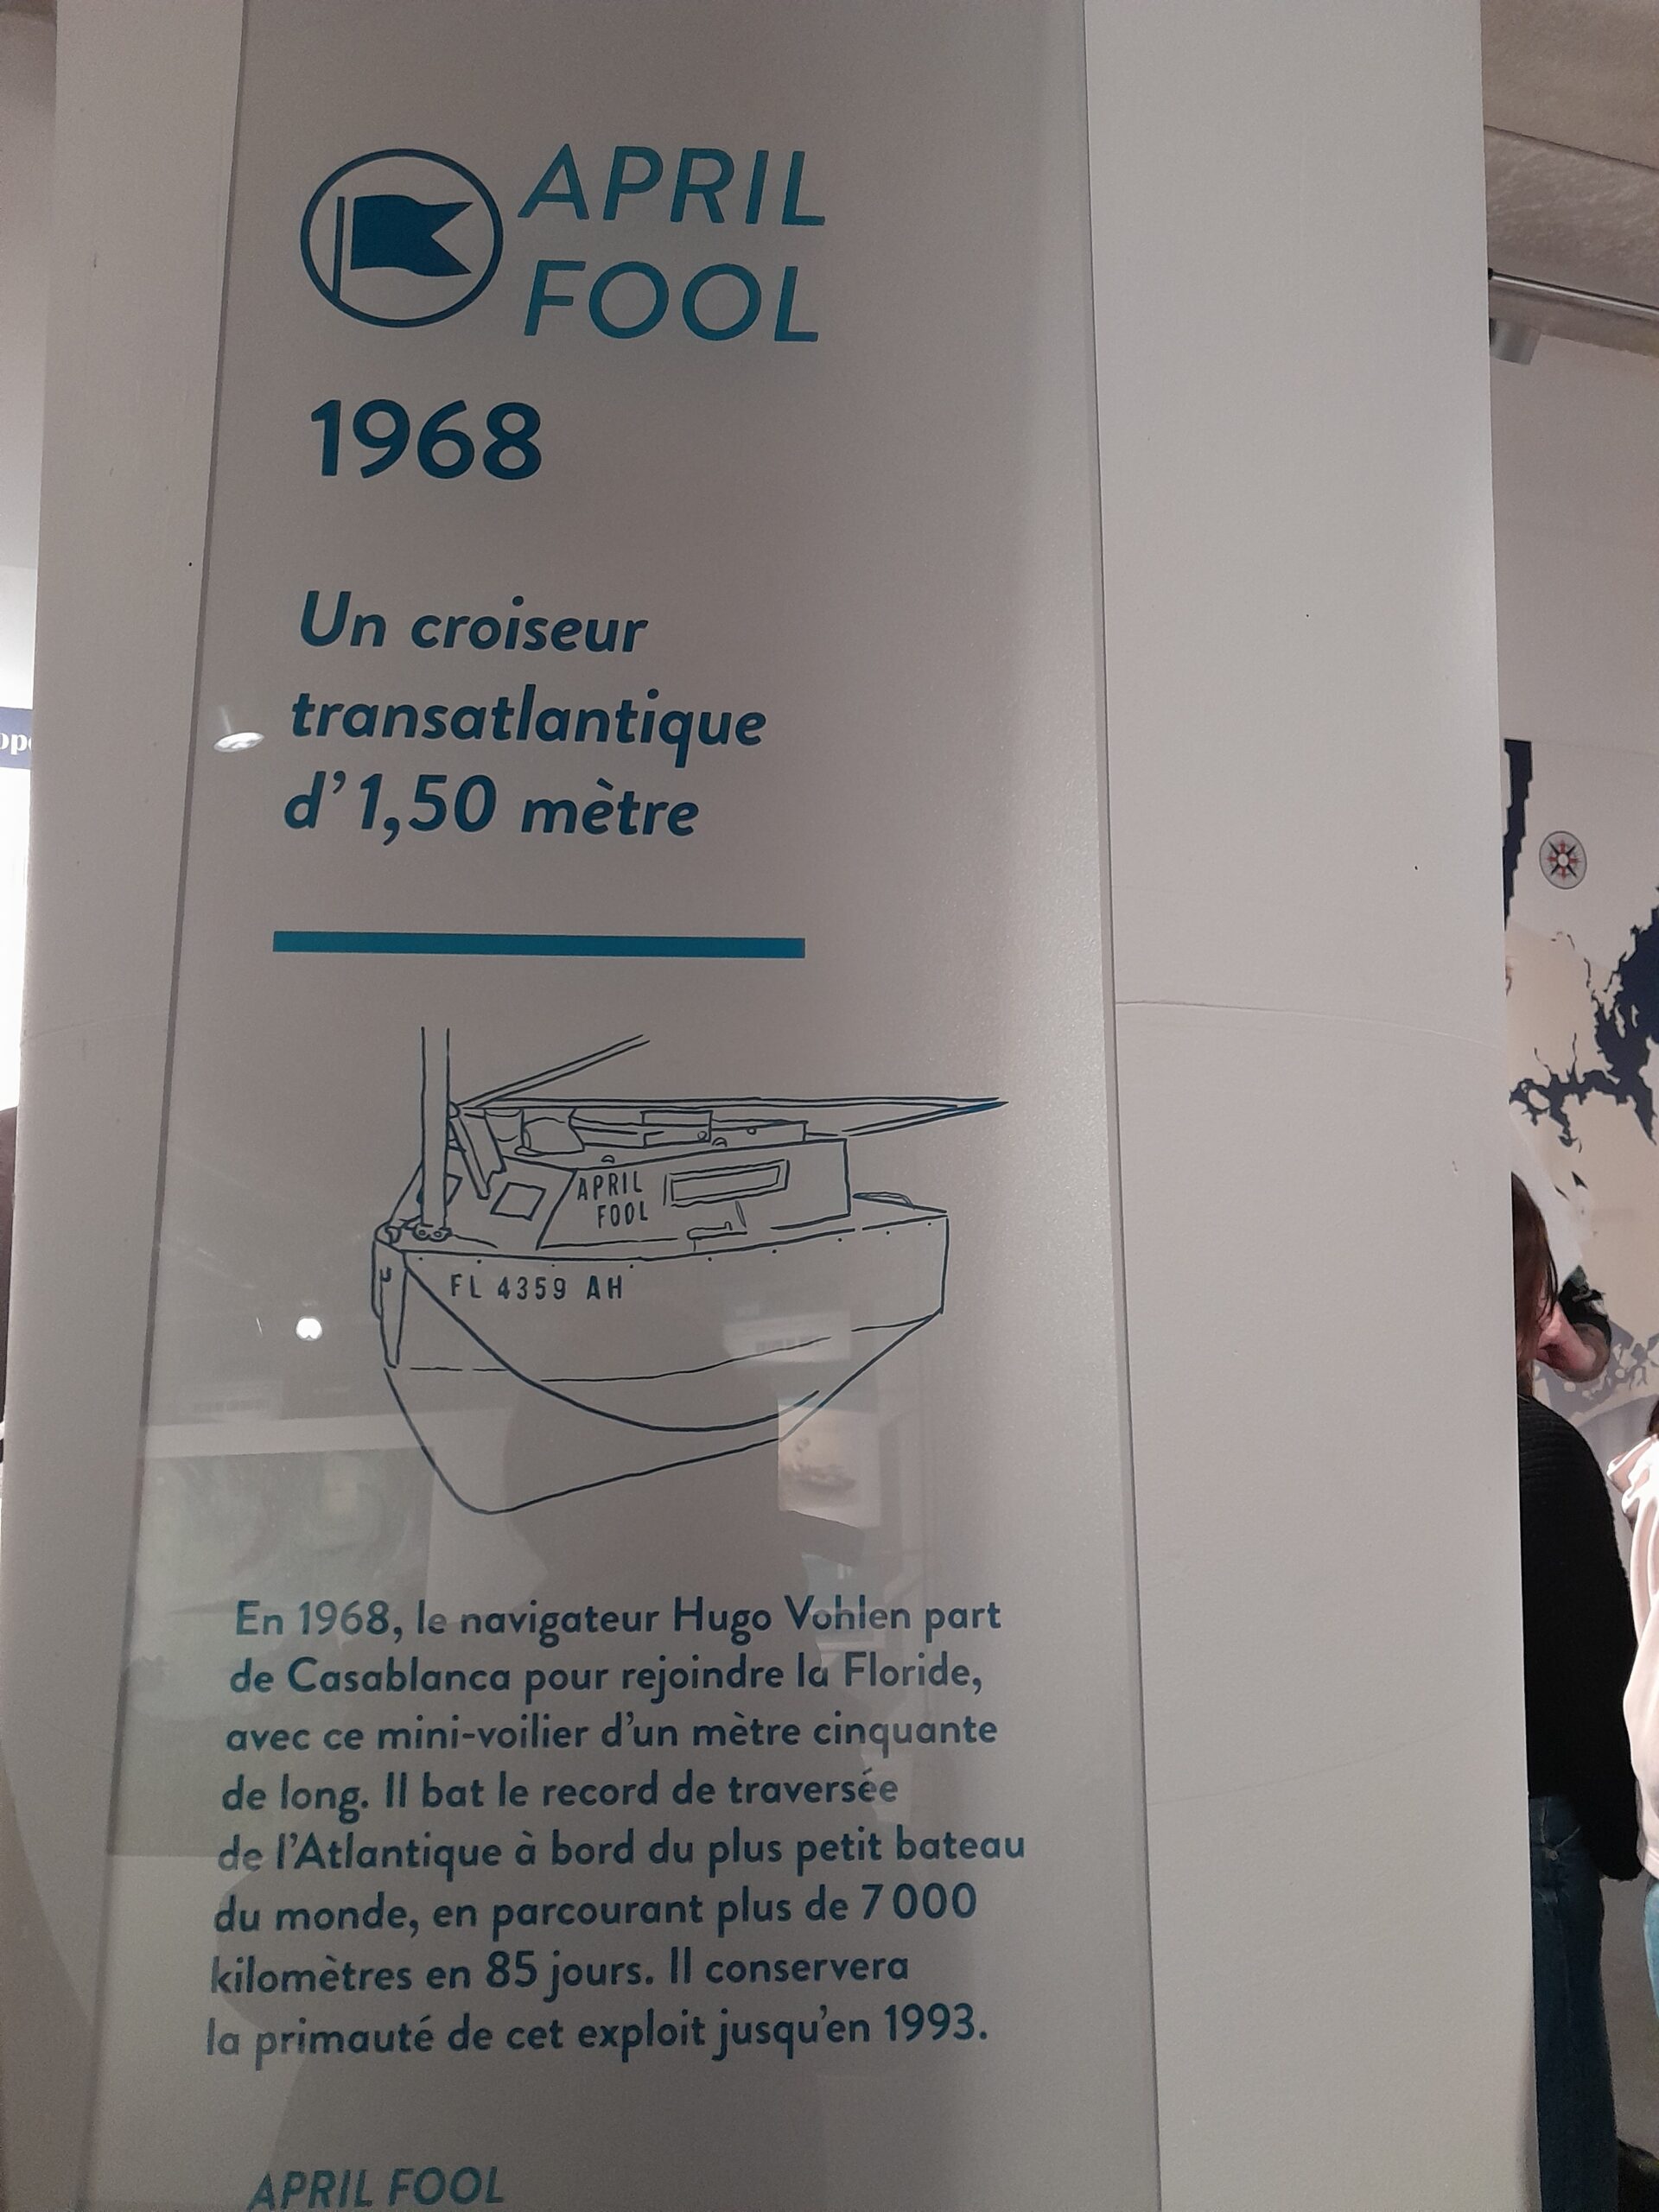 APRIL
FOOL
1968
Un croiseur
transatlantique
d'1,50 mètre
APRIL
FOOL
FL 4359 AH
En 1968, le navigateur Hugo Vohlen part
de Casablanca pour rejoindre la Floride,
avec ce mini-voilier d'un mètre cinquante
de long. Il bat le record de traversée
de l'Atlantique à bord du plus petit bateau
du monde, en parcourant plus de 7 000
kilomètres en 85 jours. Il conservera
la primauté de cet exploit jusqu'en 1993.
APRIL FOOL